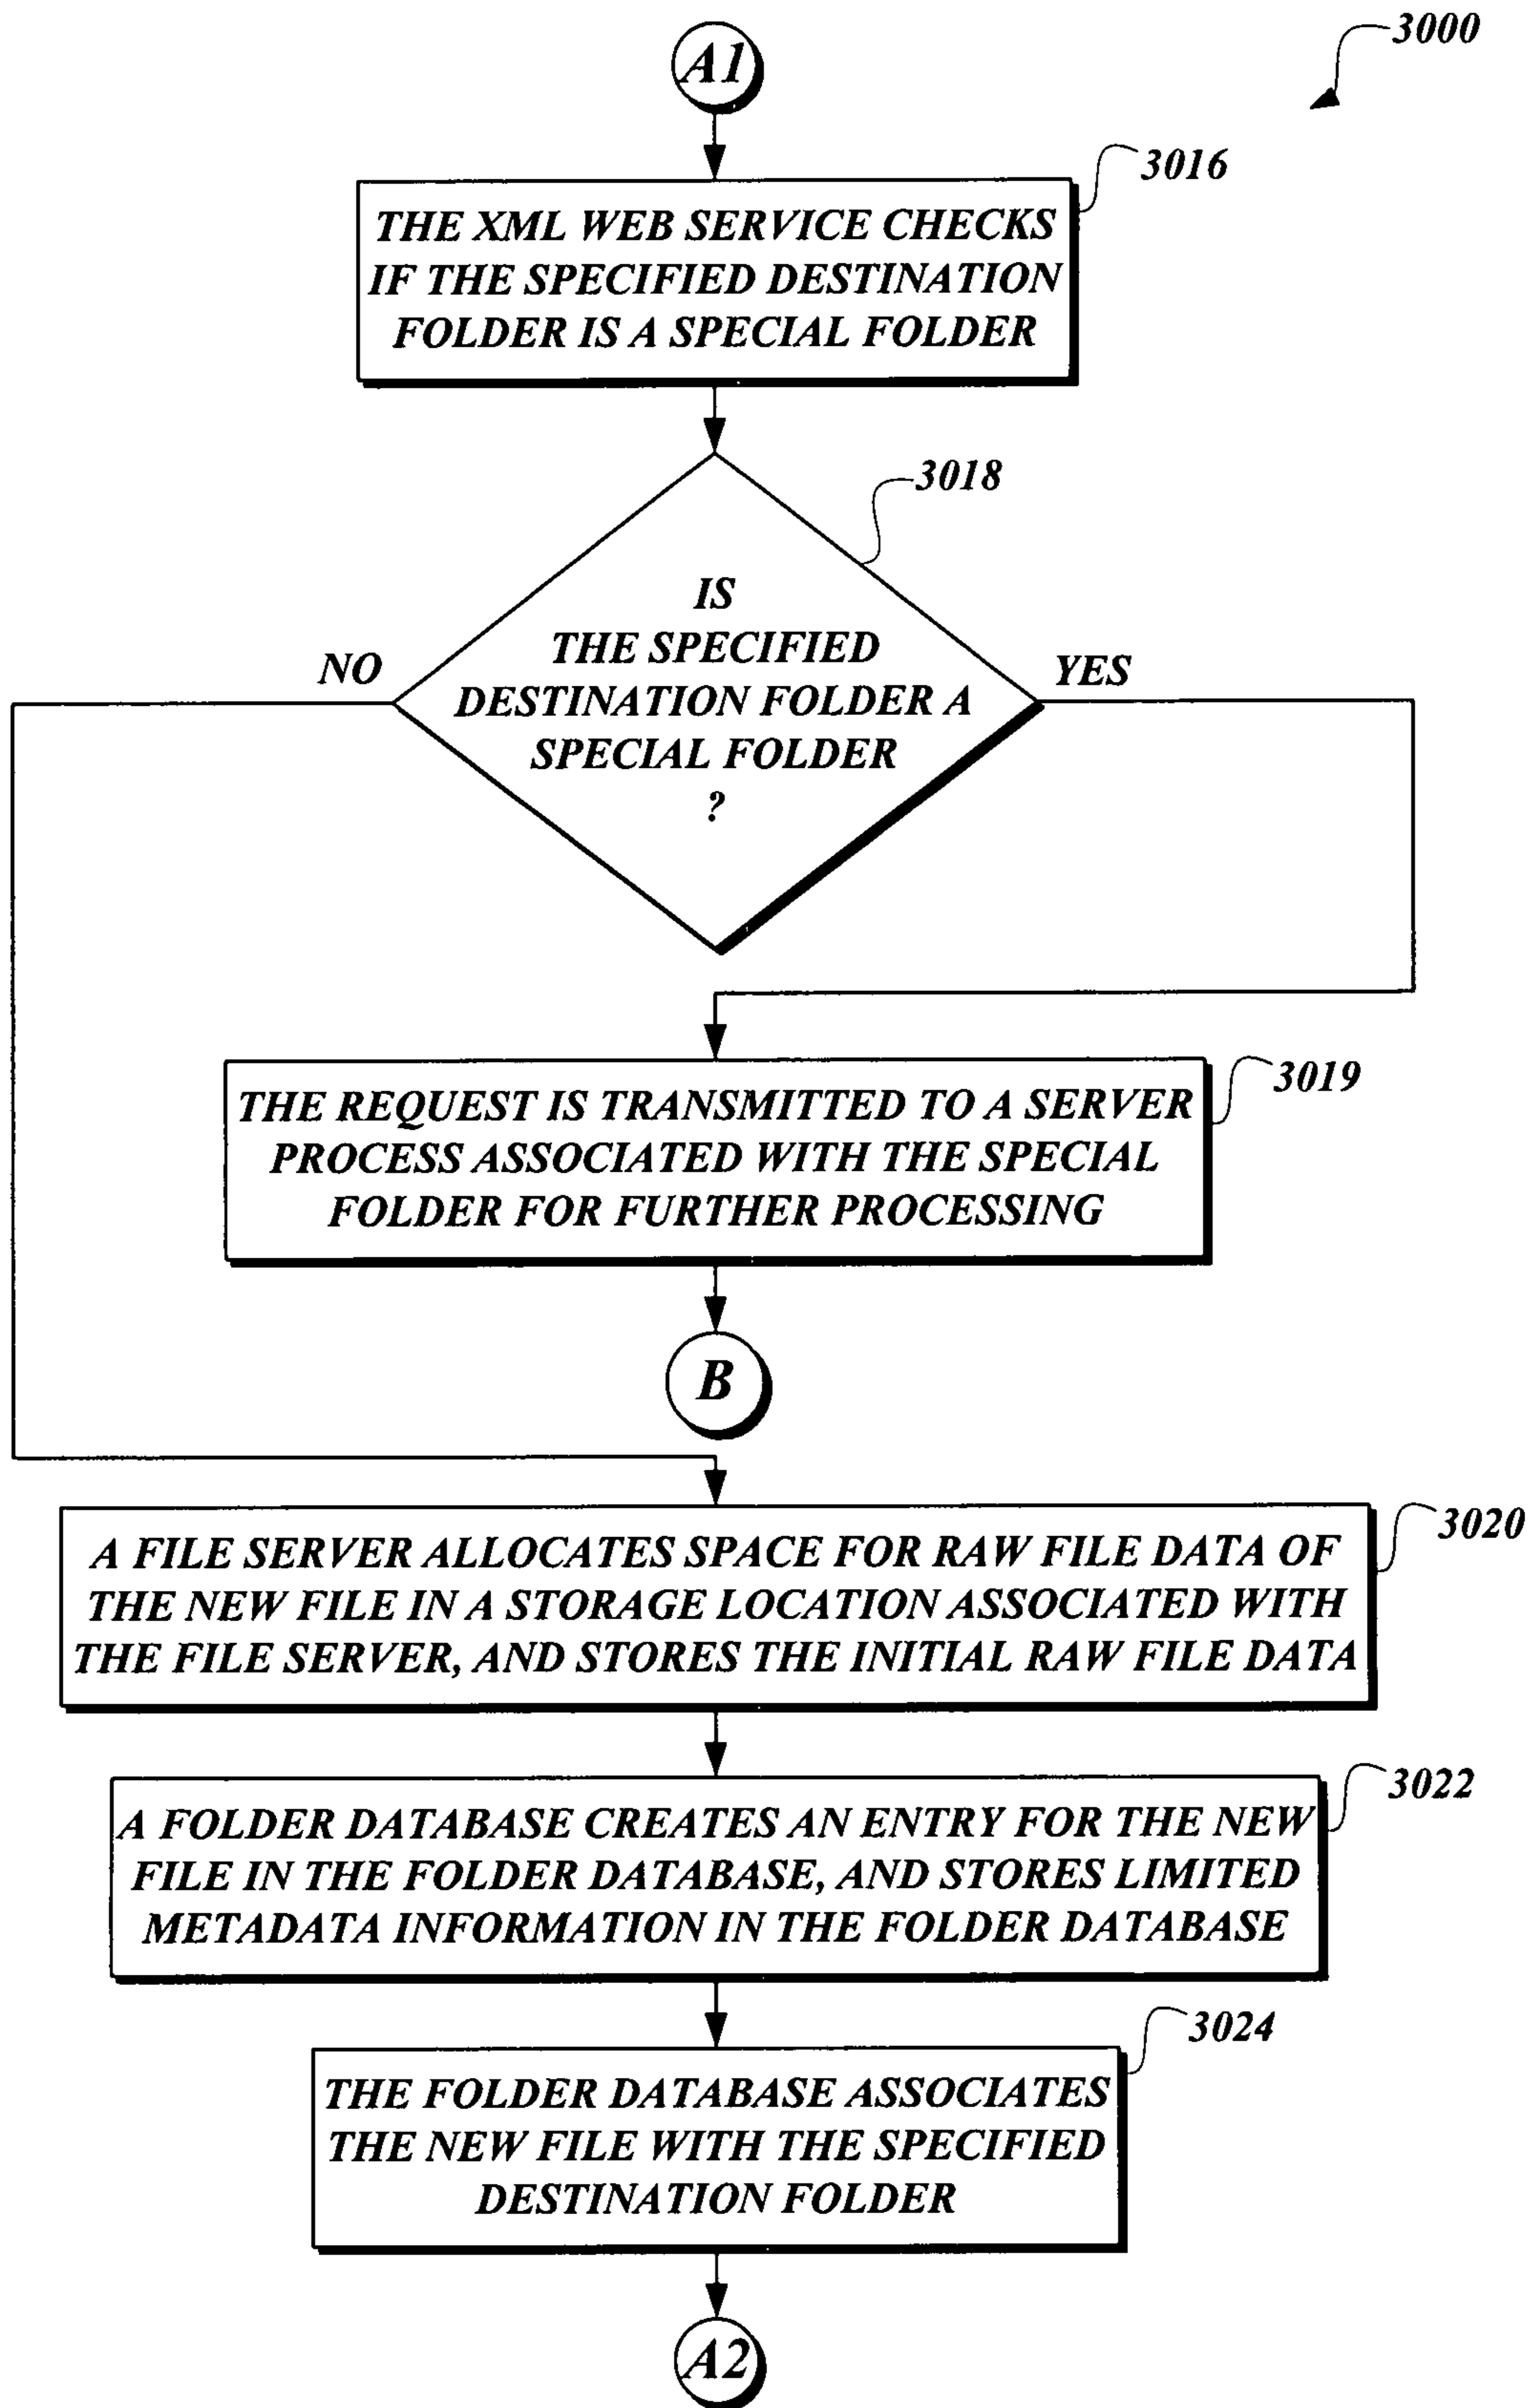 A1
3000
3016
THE XML WEB SERVICE CHECKS
IF THE SPECIFIED DESTINATION
FOLDER IS A SPECIAL FOLDER
3018
IS
THE SPECIFIED
DESTINATION FOLDER A
SPECIAL FOLDER
?
NO
YES
3019
THE REQUEST IS TRANSMITTED TO A SERVER
PROCESS ASSOCIATED WITH THE SPECIAL
FOLDER FOR FURTHER PROCESSING
B
3020
A FILE SERVER ALLOCATES SPACE FOR RAW FILE DATA OF
THE NEW FILE IN A STORAGE LOCATION ASSOCIATED WITH
THE FILE SERVER, AND STORES THE INITIAL RAW FILE DATA
3022
A FOLDER DATABASE CREATES AN ENTRY FOR THE NEW
FILE IN THE FOLDER DATABASE, AND STORES LIMITED
METADATA INFORMATION IN THE FOLDER DATABASE
3024
THE FOLDER DATABASE ASSOCIATES
THE NEW FILE WITH THE SPECIFIED
DESTINATION FOLDER
A2